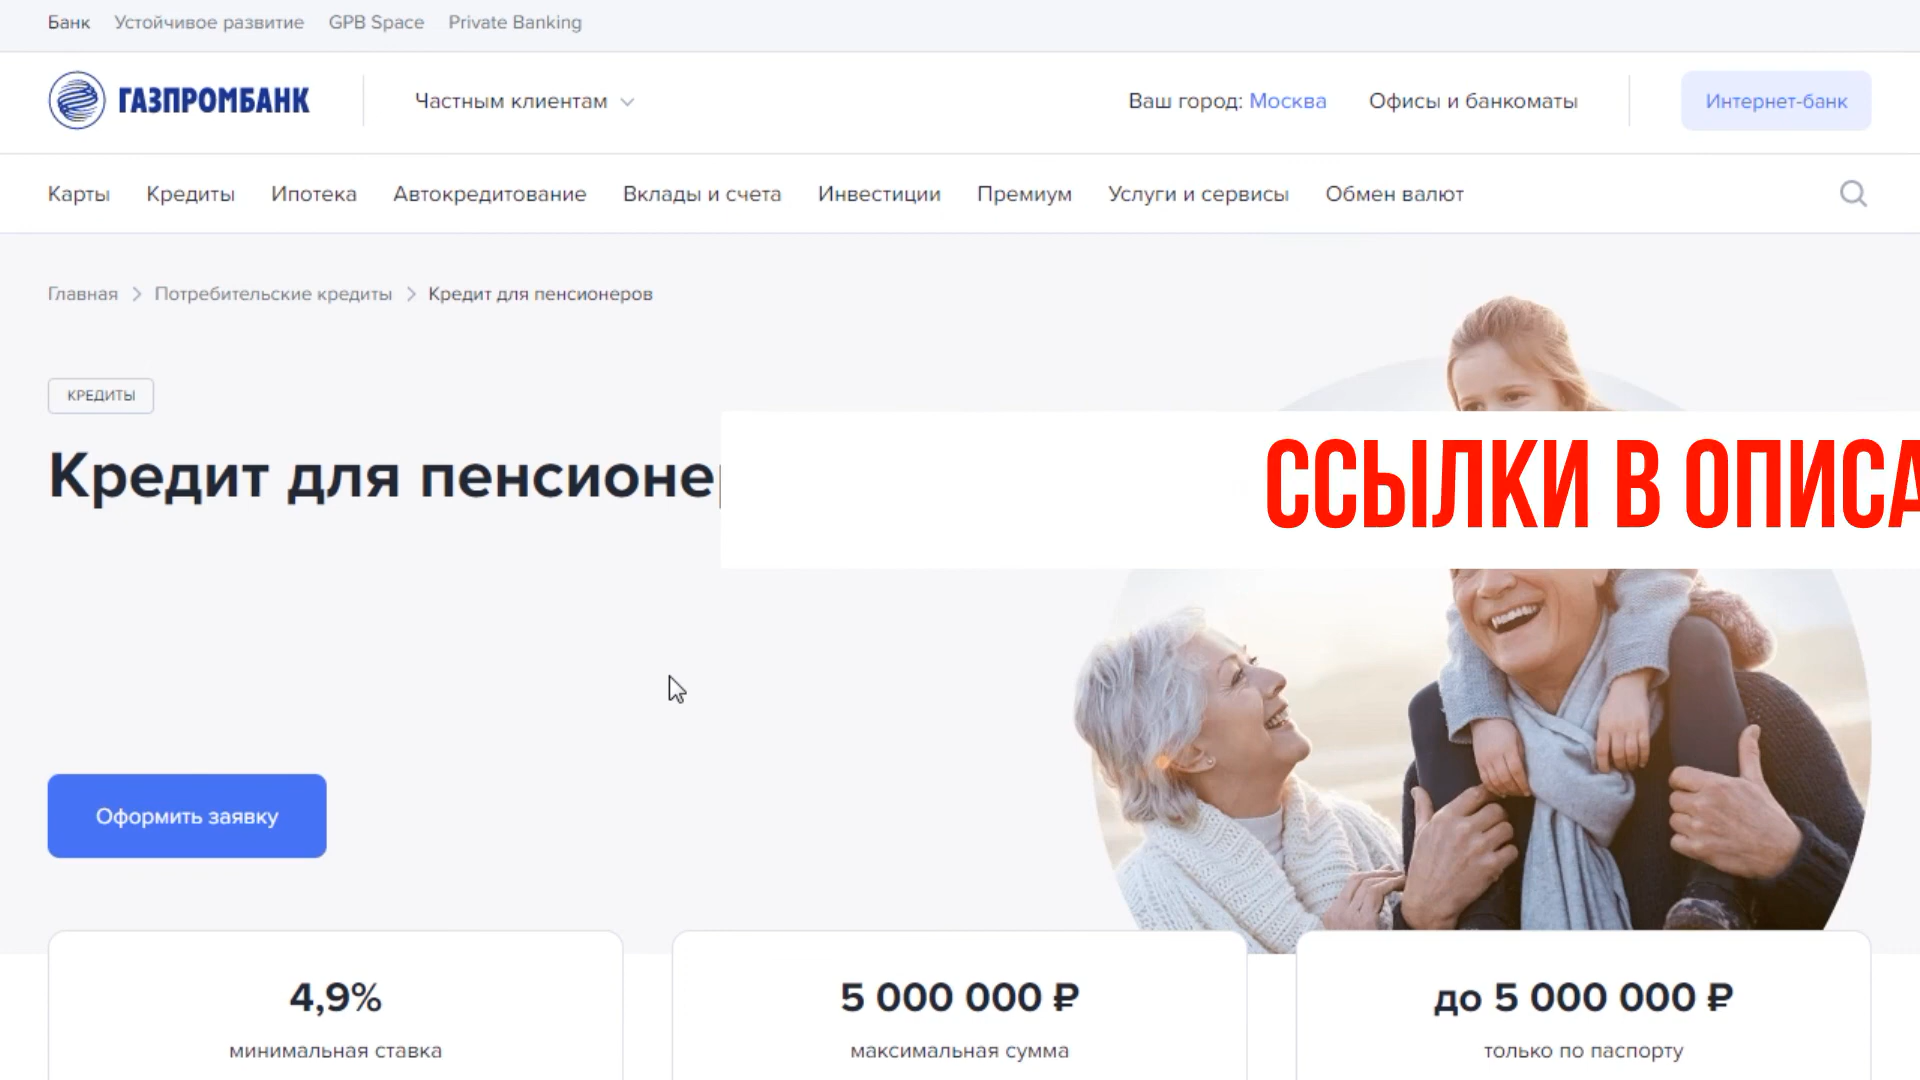 Банк Устойчивое развитие GPB Space Private Banking
ГАЗПРОМБАНК Частным клиентам Ваш город: Москва Офисы и банкоматы Интернет-банк
Карты Кредиты Ипотека Автокредитование Вклады и счета Инвестиции Премиум Услуги и сервисы Обмен валют
Главная Потребительские кредиты Кредит для пенсионеров
КРЕДИТЫ
Кредит для
ССЫЛКИ В
Оформить заявку
4,9% 5 000 000 ₽ до 5 000 000 ₽
минимальная ставка максимальная сумма только по паспорту